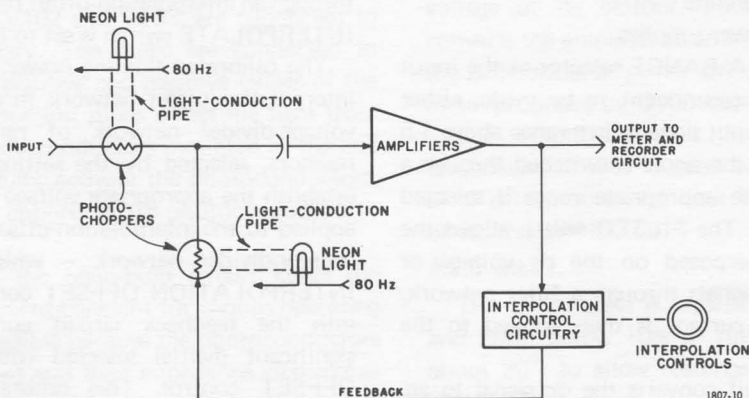 NEON LIGHT
80 Hz
LIGHT-CONDUCTION
PIPE
INPUT
AMPLIFIERS
OUTPUT TO
METER AND
RECORDER
CIRCUIT
PHOTO-
CHOPPERS
LIGHT-CONDUCTION
PIPE
NEON
LIGHT
80 Hz
INTERPOLATION
CONTROL
CIRCUITRY
INTERPOLATION
CONTROLS
FEEDBACK
1807-10